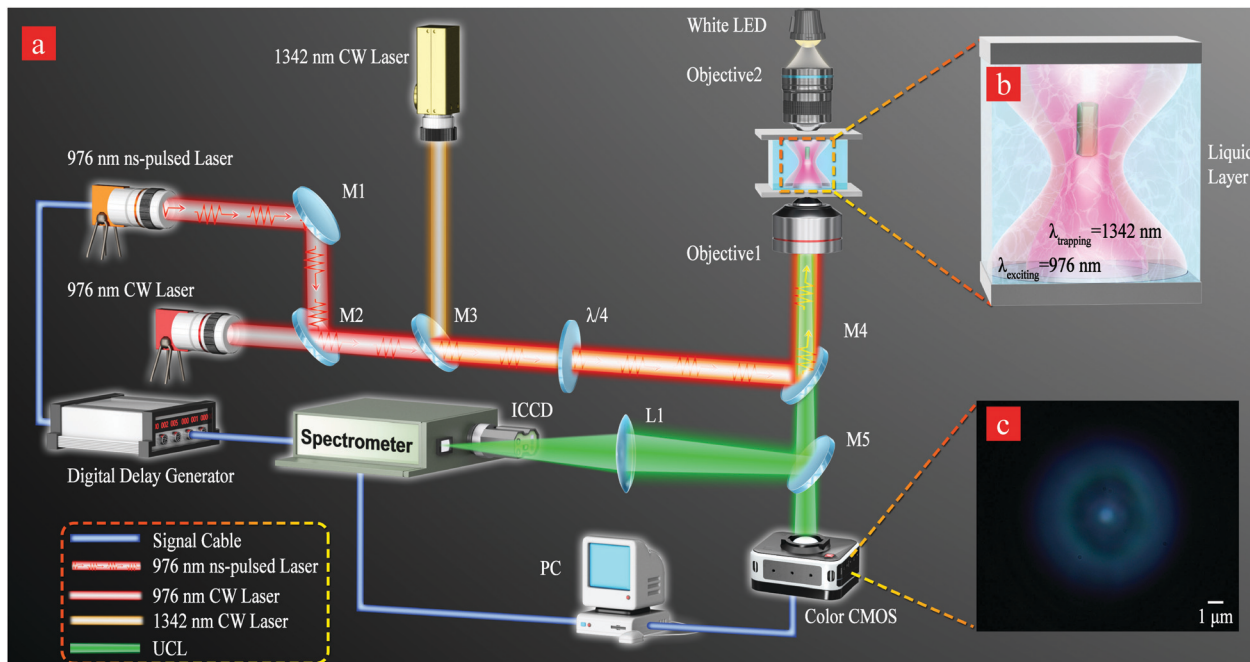 a
1342 nm CW Laser
White LED
Objective2
b
Liquid
Layer
λtrapping=1342 nm
λexciting=976 nm
976 nm ns-pulsed Laser
M1
Objective1
976 nm CW Laser
M2
M3
λ/4
M4
ICCD
L1
M5
Spectrometer
Digital Delay Generator
c
Signal Cable
976 nm ns-pulsed Laser
976 nm CW Laser
1342 nm CW Laser
UCL
PC
Color CMOS
1 μm